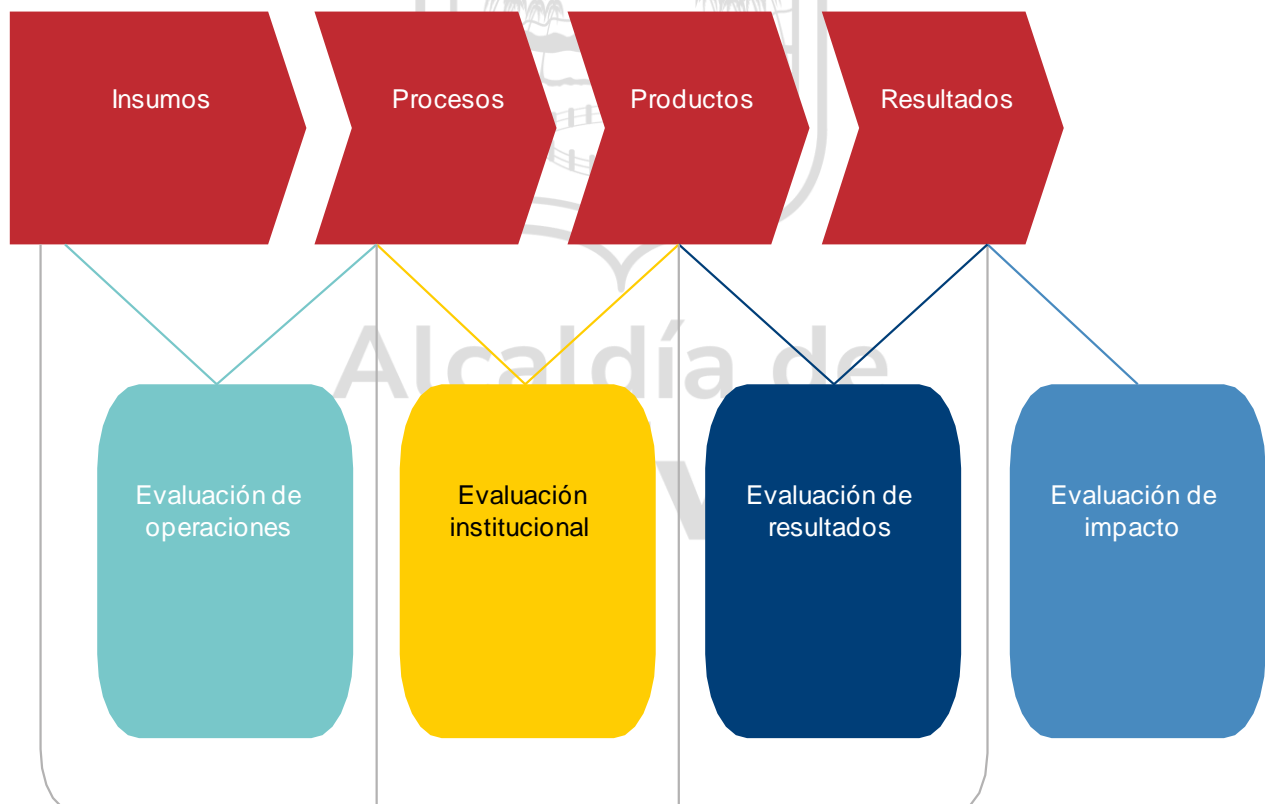 Insumos
Procesos
Productos
Resultados
Alcaldía de
Evaluación de
operaciones
Evaluación
institucional
Evaluación de
resultados
Evaluación de
impacto